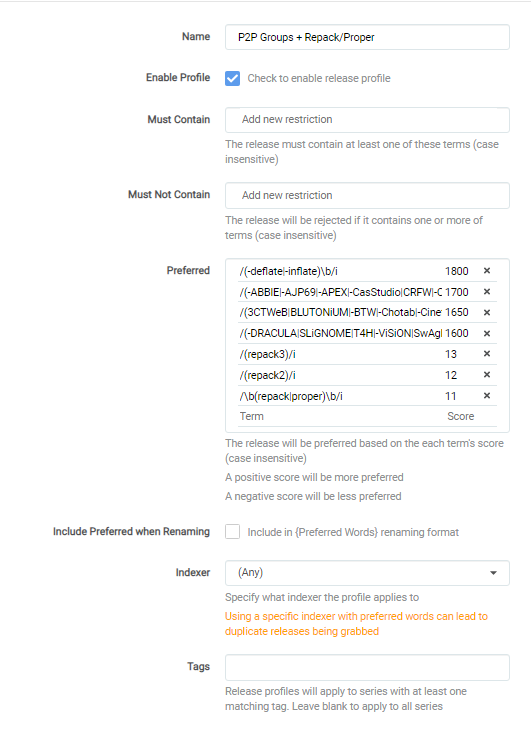 Name
P2P Groups + Repack/Proper
Enable Profile
Check to enable release profile
Must Contain
Add new restriction
The release must contain at least one of these terms (case
insensitive)
Must Not Contain
Add new restriction
The release will be rejected if it contains one or more of
terms (case insensitive)
Preferred
/(-deflate|-inflate)\b/i 1800 ×
/(-ABBIE|-AJP69|-APEX|-CasStudio|CRFW|-C 1700 ×
/(3CTWeB|BLUTONiUM|-BTW|-Chotab|-Cine 1650 ×
/(-DRACULA|SLiGNOME|T4H|-ViSiON|SwAg| 1600 ×
/(repack3)/i 13 ×
/(repack2)/i 12 ×
/\b(repack|proper)\b/i 11 ×
Term Score
The release will be preferred based on the each term's score
(case insensitive)
A positive score will be more preferred
A negative score will be less preferred
Include Preferred when Renaming
Include in {Preferred Words} renaming format
Indexer
(Any)
Specify what indexer the profile applies to
Using a specific indexer with preferred words can lead to
duplicate releases being grabbed
Tags
Release profiles will apply to series with at least one
matching tag. Leave blank to apply to all series